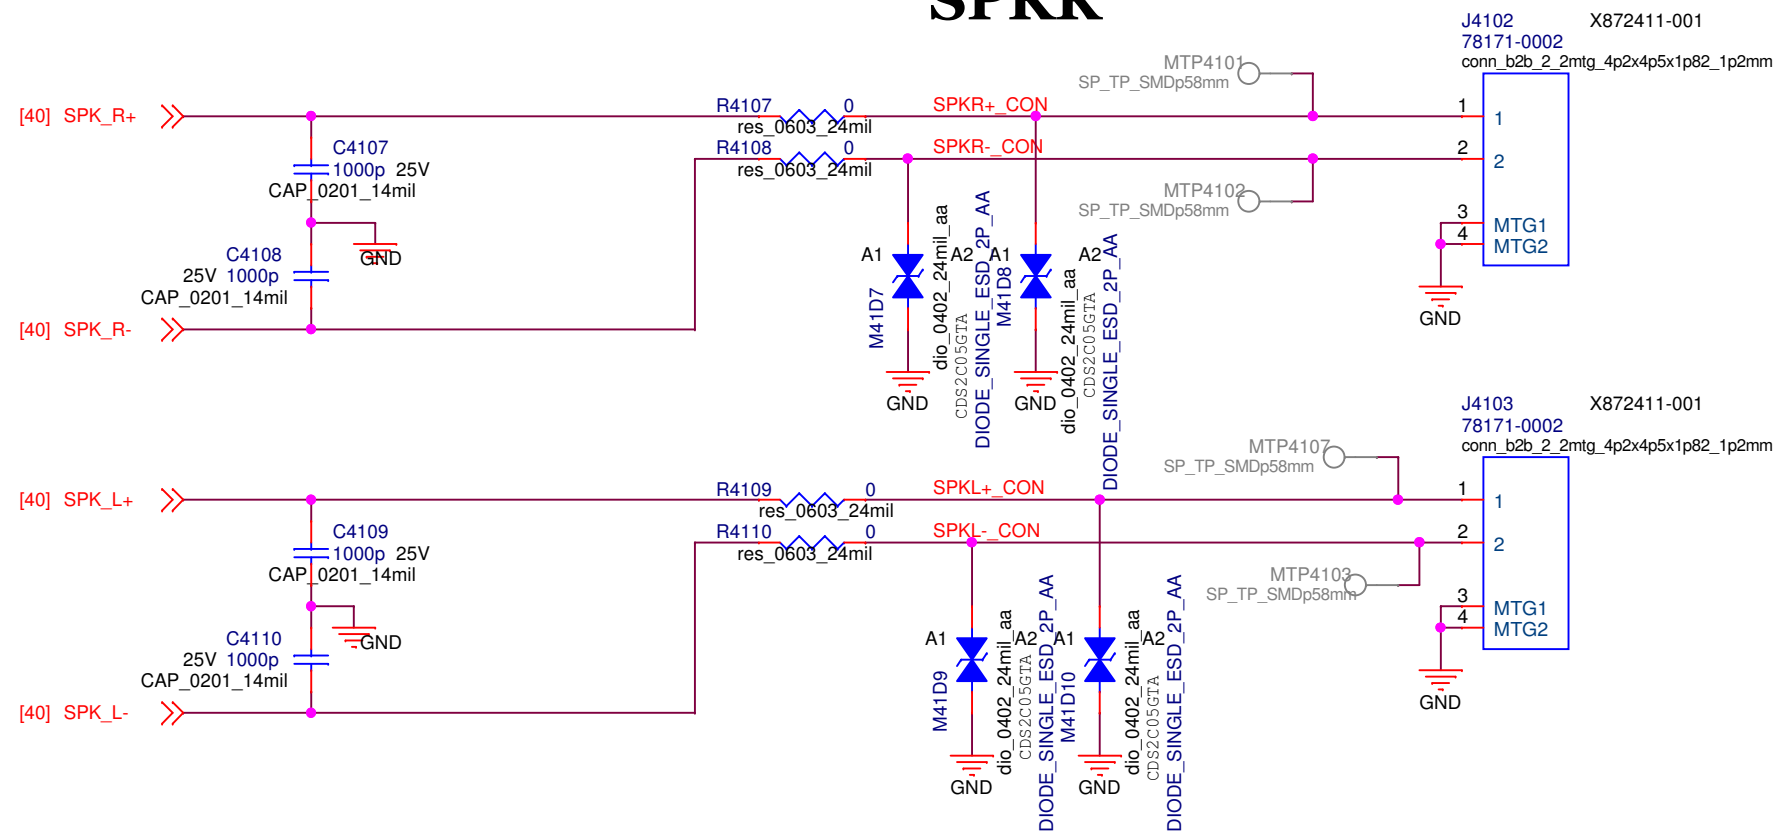 SPKR
J4102 X872411-001
78171-0002
conn_b2b_2_2mtg_4p2x4p5x1p82_1p2mm
MTP4101
SP_TP_SMDp58mm
[40] SPK_R+
R4107 0
res_0603_24mil
SPKR+_CON
1 1
R4108 0
res_0603_24mil
SPKR-_CON
2 2
C4107
1000p 25V
CAP_0201_14mil
MTP4102
SP_TP_SMDp58mm
3 MTG1
4 MTG2
GND
GND
C4108
25V 1000p
CAP_0201_14mil
[40] SPK_R-
A1 A2
M41D7
dio_0402_24mil_aa
CDS2C05GTA
DIODE_SINGLE_ESD_2P_AA
GND
A1 A2
M41D8
dio_0402_24mil_aa
CDS2C05GTA
DIODE_SINGLE_ESD_2P_AA
GND
J4103 X872411-001
78171-0002
conn_b2b_2_2mtg_4p2x4p5x1p82_1p2mm
MTP4107
SP_TP_SMDp58mm
[40] SPK_L+
R4109 0
res_0603_24mil
SPKL+_CON
1 1
R4110 0
res_0603_24mil
SPKL-_CON
2 2
C4109
1000p 25V
CAP_0201_14mil
MTP4103
SP_TP_SMDp58mm
3 MTG1
4 MTG2
GND
GND
C4110
25V 1000p
CAP_0201_14mil
[40] SPK_L-
A1 A2
M41D9
dio_0402_24mil_aa
CDS2C05GTA
DIODE_SINGLE_ESD_2P_AA
GND
A1 A2
M41D10
dio_0402_24mil_aa
CDS2C05GTA
DIODE_SINGLE_ESD_2P_AA
GND